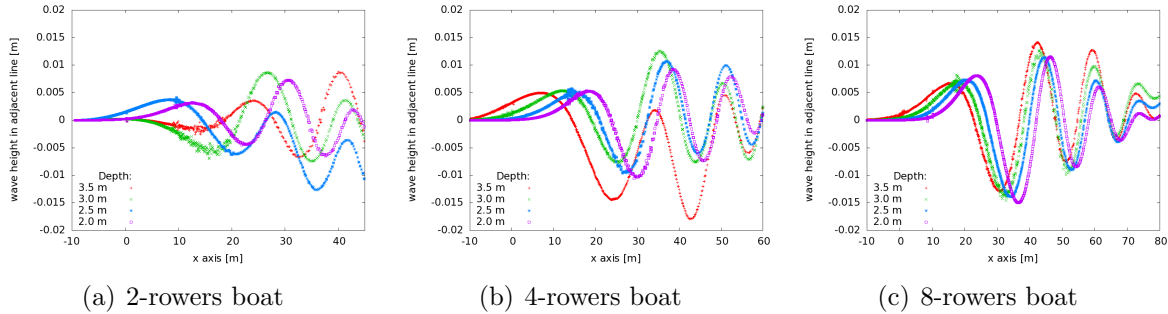 0.02
0.015
0.01
0.005
0
-0.005
-0.01
-0.015
-0.02
wave height in adjacent line [m]
Depth:
3.5 m
3.0 m
2.5 m
2.0 m
-10 0 10 20 30 40
x axis [m]
(a) 2-rowers boat
0.02
0.015
0.01
0.005
0
-0.005
-0.01
-0.015
-0.02
wave height in adjacent line [m]
Depth:
3.5 m
3.0 m
2.5 m
2.0 m
-10 0 10 20 30 40 50 60
x axis [m]
(b) 4-rowers boat
0.02
0.015
0.01
0.005
0
-0.005
-0.01
-0.015
-0.02
wave height in adjacent line [m]
Depth:
3.5 m
3.0 m
2.5 m
2.0 m
-10 0 10 20 30 40 50 60 70 80
x axis [m]
(c) 8-rowers boat